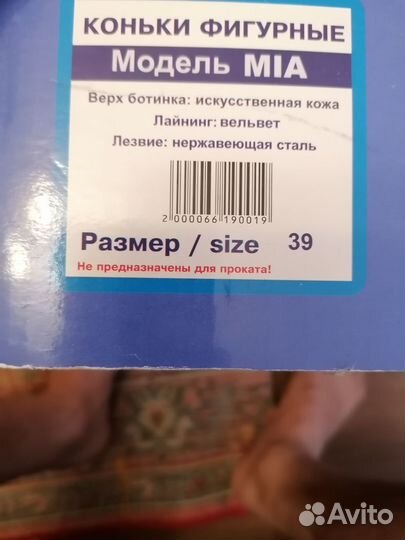 КОНЬКИ ФИГУРНЫЕ
Модель MIA
Верх ботинка: искусственная кожа
Лайнинг: вельвет
Лезвие: нержавеющая сталь
2 000066 190019
Размер / size 39
Не предназначены для проката!
Avito